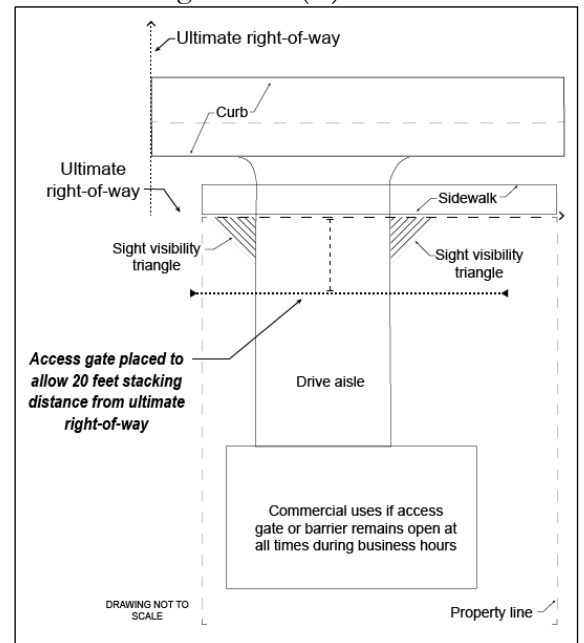 Ultimate right-of-way
Curb
Ultimate
right-of-way
Sidewalk
Sight visibility
triangle
Sight visibility
triangle
Access gate placed to
allow 20 feet stacking
distance from ultimate
right-of-way
Drive aisle
Commercial uses if access
gate or barrier remains open at
all times during business hours
DRAWING NOT TO
SCALE
Property line